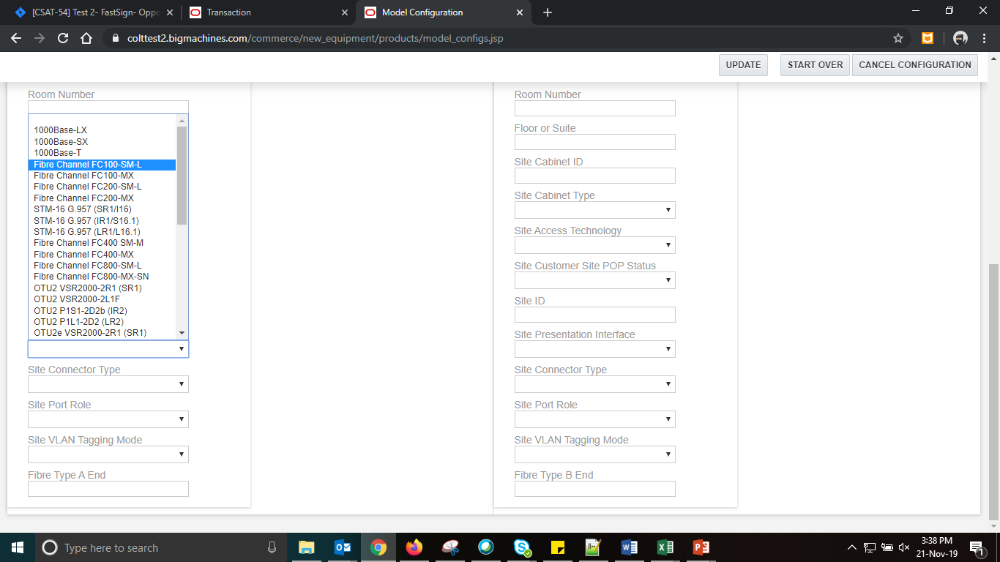 [CSAT-54] Test 2- FastSign- Oppo
Transaction
Model Configuration
colttest2.bigmachines.com/commerce/new_equipment/products/model_configs.jsp
UPDATE
START OVER
CANCEL CONFIGURATION
Room Number
1000Base-LX
1000Base-SX
1000Base-T
Fibre Channel FC100-SM-L
Fibre Channel FC100-MX
Fibre Channel FC200-SM-L
Fibre Channel FC200-MX
STM-16 G.957 (SR1/I16)
STM-16 G.957 (IR1/S16.1)
STM-16 G.957 (LR1/L16.1)
Fibre Channel FC400 SM-M
Fibre Channel FC400-MX
Fibre Channel FC800-SM-L
Fibre Channel FC800-MX-SN
OTU2 VSR2000-2R1 (SR1)
OTU2 VSR2000-2L1F
OTU2 P1S1-2D2b (IR2)
OTU2 P1L1-2D2 (LR2)
OTU2e VSR2000-2R1 (SR1)
Site Connector Type
Site Port Role
Site VLAN Tagging Mode
Fibre Type A End
Room Number
Floor or Suite
Site Cabinet ID
Site Cabinet Type
Site Access Technology
Site Customer Site POP Status
Site ID
Site Presentation Interface
Site Connector Type
Site Port Role
Site VLAN Tagging Mode
Fibre Type B End
Type here to search
3:38 PM
21-Nov-19
1